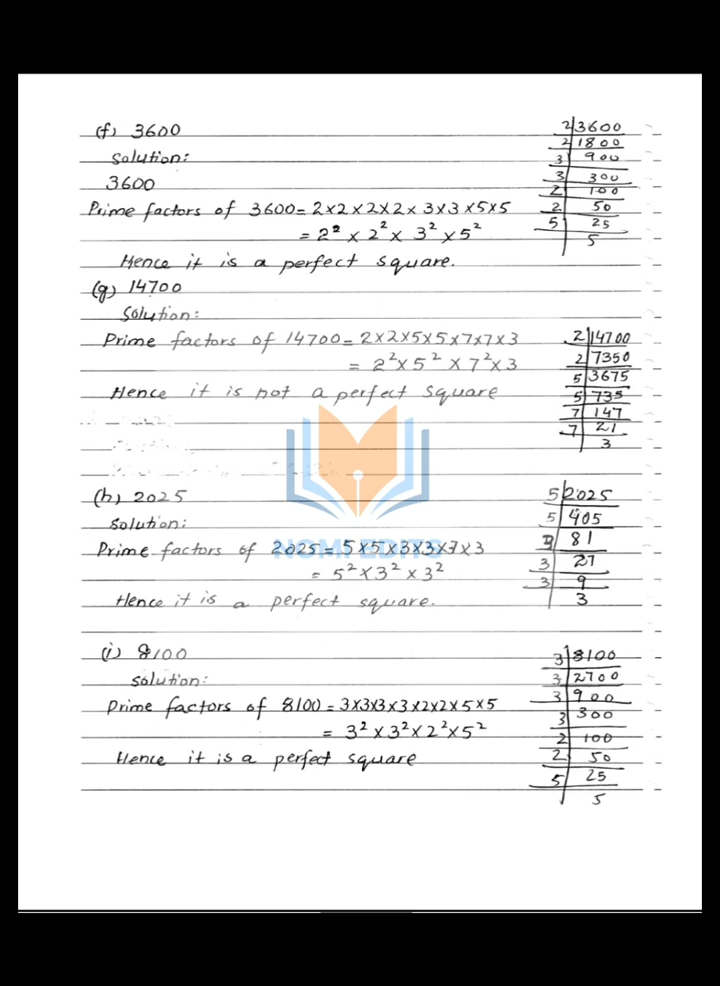 (f) 3600
Solution:
3600
Prime factors of 3600 = 2×2×2×2×3×3×5×5
= 2² × 2² × 3² × 5²
Hence it is a perfect square.
2|3600
2|1800
3|900
3|300
2|100
2|50
5|25
5
(g) 14700
Solution:
Prime factors of 14700 = 2×2×5×5×7×7×3
= 2² × 5² × 7² × 3
Hence it is not a perfect square
2|14700
2|7350
5|3675
5|735
7|147
7|21
3
(h) 2025
Solution:
Prime factors of 2025 = 5×5×3×3××3
= 5² × 3² × 3²
Hence it is a perfect square.
5|2025
5|405
3|81
3|27
3|9
3
NOMI EDITS
(i) 8100
Solution:
Prime factors of 8100 = 3×3×3×3×2×2×5×5
= 3² × 3² × 2² × 5²
Hence it is a perfect square
3|8100
3|2700
3|900
3|300
2|100
2|50
5|25
5